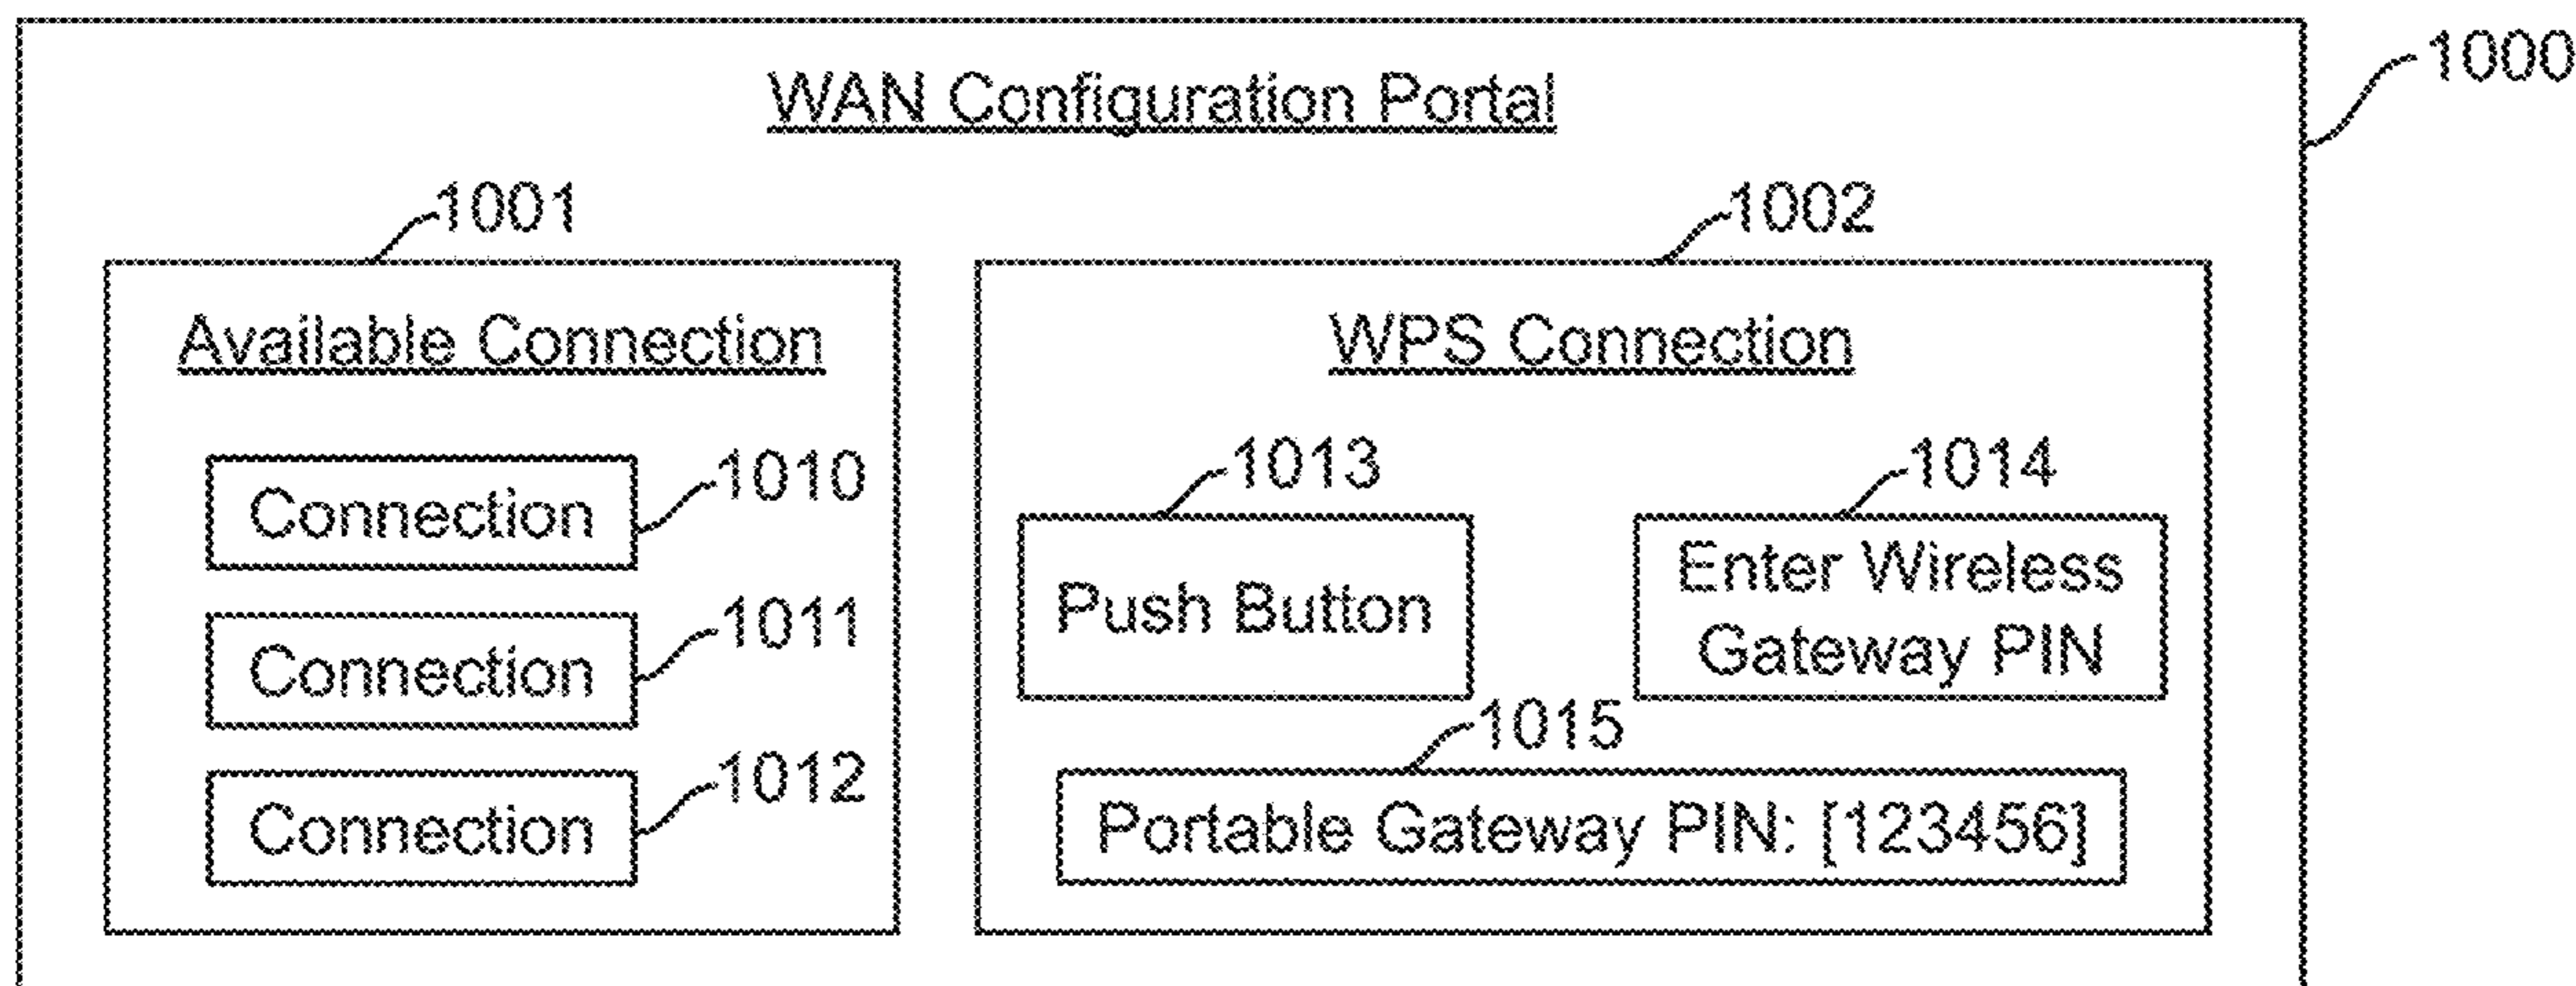 1000
WAN Configuration Portal
1001
1002
Available Connection
WPS Connection
Connection
1010
Connection
1011
Connection
1012
1013
Push Button
1014
Enter Wireless
Gateway PIN
1015
Portable Gateway PIN: [123456]